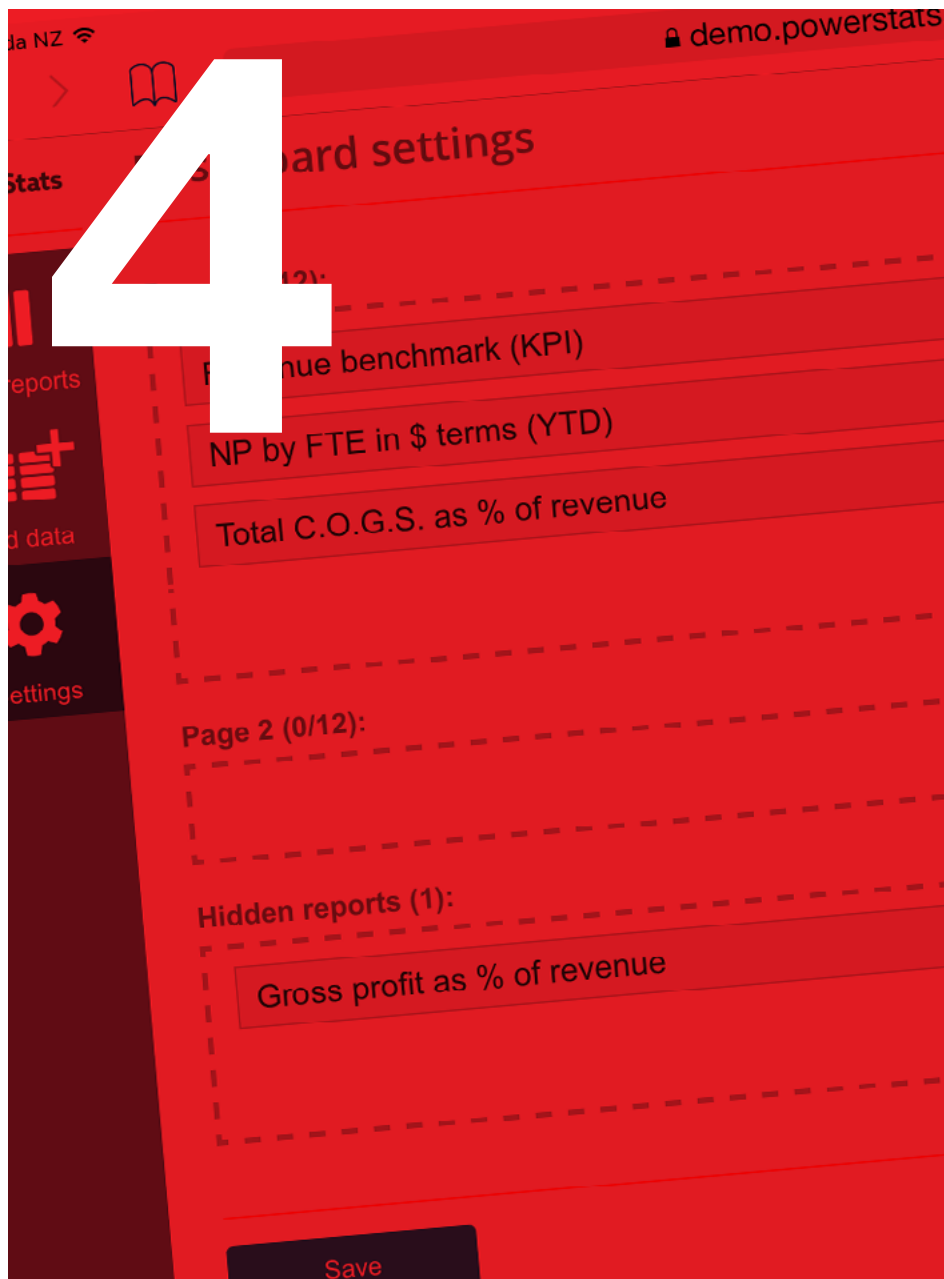 4
da NZ
demo.powerstats
Stats
board settings
12):
reports
nue benchmark (KPI)
NP by FTE in $ terms (YTD)
d data
Total C.O.G.S. as % of revenue
ettings
Page 2 (0/12):
Hidden reports (1):
Gross profit as % of revenue
Save